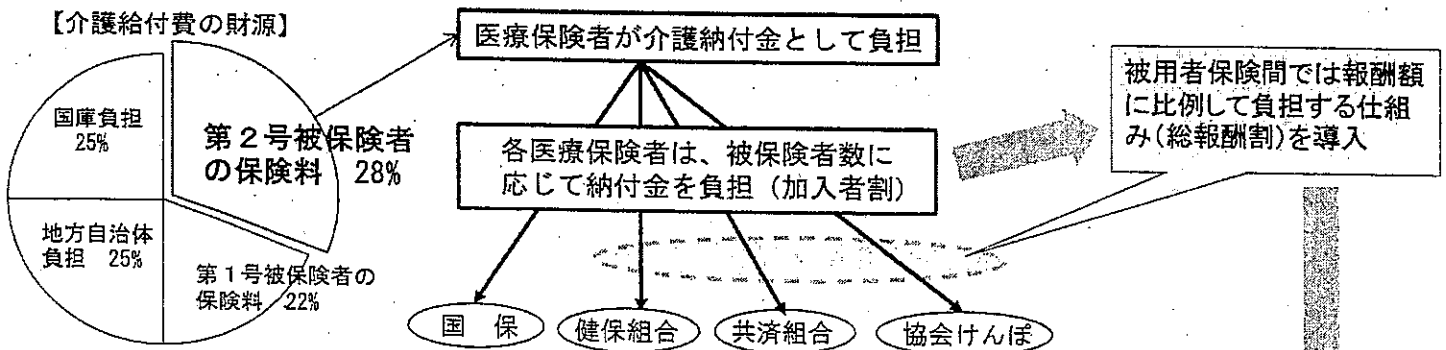 【介護給付費の財源】
国庫負担
25%
第２号被保険者
の保険料　28%
地方自治体
負担　25%
第１号被保険者の
保険料　22%
医療保険者が介護納付金として負担
各医療保険者は、被保険者数に
応じて納付金を負担（加入者割）
被用者保険間では報酬額
に比例して負担する仕組
み（総報酬割）を導入
国　保
健保組合
共済組合
協会けんぽ